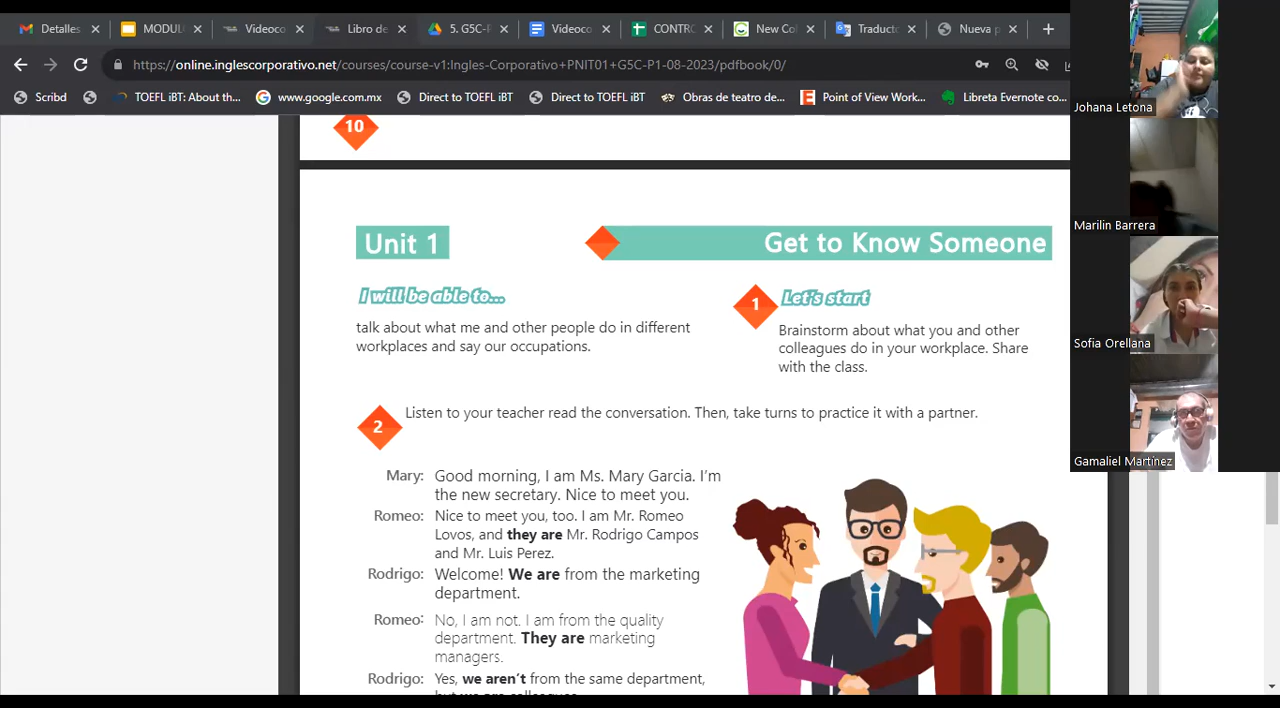 Detalles
MODUL
Videoco
Libro de
5. GSF
Videoco
CONTRO
New Col
Traducto
Nueva p
https://online.inglescorporativo.net/courses/course-v1:Ingles-Corporativo+PNIT01+G5C-P1-08-2023/pdfbook/0/
Scribd
TOEFL iBT: About th...
www.google.com.mx
Direct to TOEFL iBT
Direct to TOEFL iBT
Obras de teatro de...
Point of View Work...
Libreta Evernote co...
10
Unit 1
Get to Know Someone
I will be able to...
talk about what me and other people do in different
workplaces and say our occupations.
1 Let's start
Brainstorm about what you and other
colleagues do in your workplace. Share
with the class.
2 Listen to your teacher read the conversation. Then, take turns to practice it with a partner.
Mary: Good morning, I am Ms. Mary Garcia. I'm
the new secretary. Nice to meet you.
Romeo: Nice to meet you, too. I am Mr. Romeo
Lovos, and they are Mr. Rodrigo Campos
and Mr. Luis Perez.
Rodrigo: Welcome! We are from the marketing
department.
Romeo: No, I am not. I am from the quality
department. They are marketing
managers.
Rodrigo: Yes, we aren't from the same department,
but we are colleagues
Johana Letona
Marilin Barrera
Sofia Orellana
Gamaliel Martínez